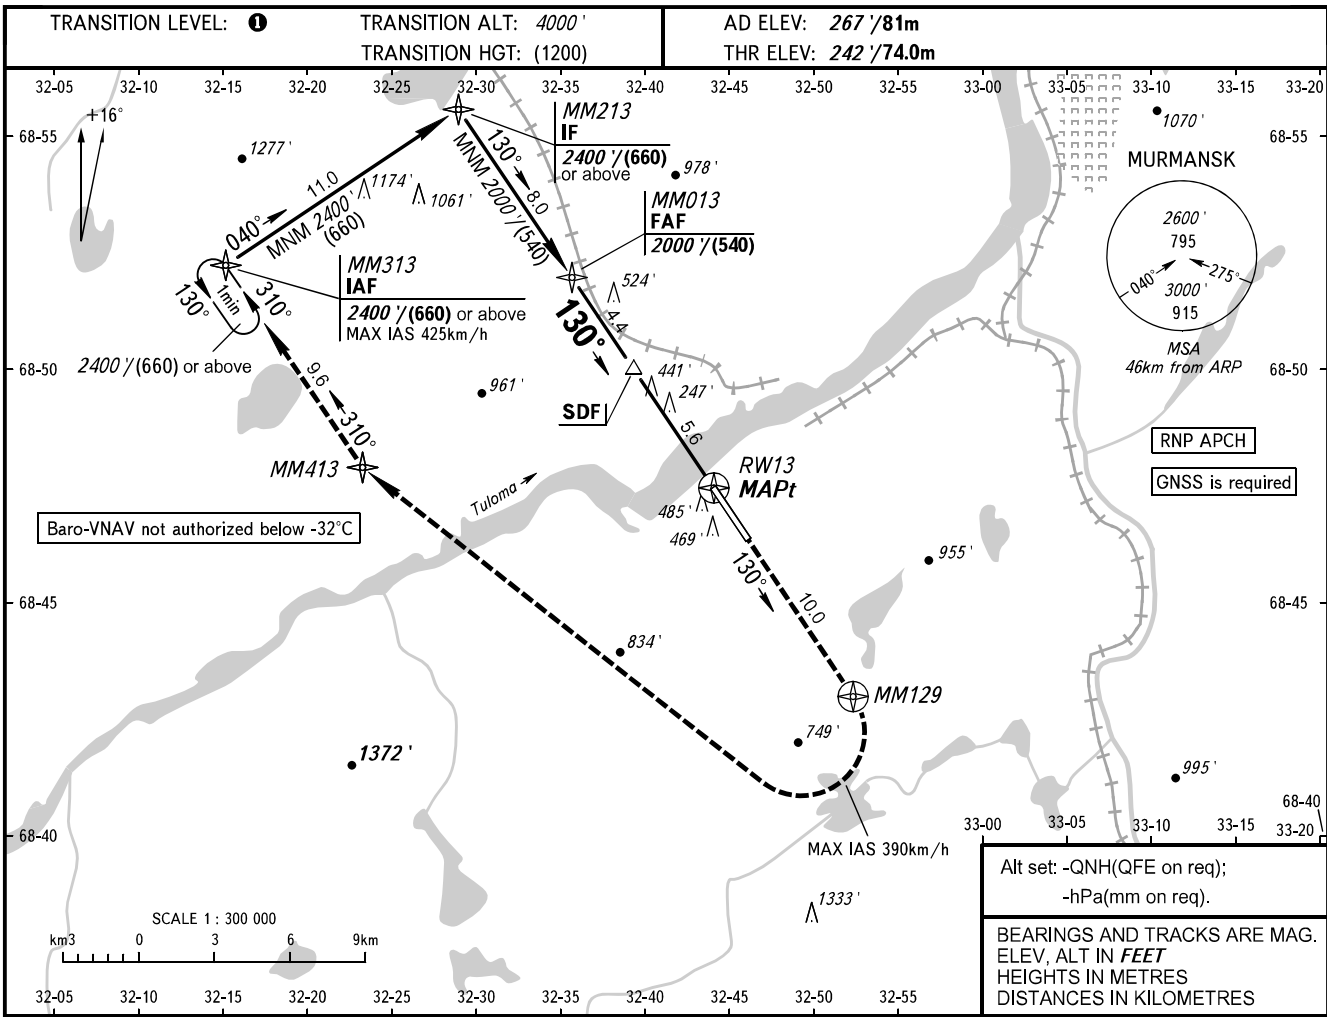 TRANSITION LEVEL: ❶
TRANSITION ALT: 4000'
TRANSITION HGT: (1200)
AD ELEV: 267'/81m
THR ELEV: 242'/74.0m
32-05 32-10 32-15 32-20 32-25 32-30 32-35 32-40 32-45 32-50 33-00 33-05 33-10 33-15 33-20
+16°
68-55
68-55
1277'
1174'
1061'
978'
1070'
MURMANSK
MM213
IF
2400'/(660)
or above
130°
8.0
MNM 2000'/(540)
11.0
040°
MNM 2400'
(660)
MM013
FAF
2000'/(540)
2600'
795
040°
275°
3000'
915
MSA
46km from ARP
MM313
IAF
2400'/(660) or above
MAX IAS 425km/h
130°
1min
310°
2400'/(660) or above
524'
4.4
130°
68-50
68-50
SDF
441'
247'
5.6
961'
9.6
310°
MM413
Tuloma
RW13
MAPt
485'
469'
RNP APCH
GNSS is required
Baro-VNAV not authorized below -32°C
130°
10.0
955'
68-45
68-45
834'
MM129
749'
1372'
995'
68-40
68-40
33-00 33-05 33-10 33-15 33-20
MAX IAS 390km/h
1333'
Alt set: -QNH(QFE on req);
-hPa(mm on req).
SCALE 1 : 300 000
km3 0 3 6 9km
BEARINGS AND TRACKS ARE MAG.
ELEV, ALT IN FEET
HEIGHTS IN METRES
DISTANCES IN KILOMETRES
32-05 32-10 32-15 32-20 32-25 32-30 32-35 32-40 32-45 32-50 32-55